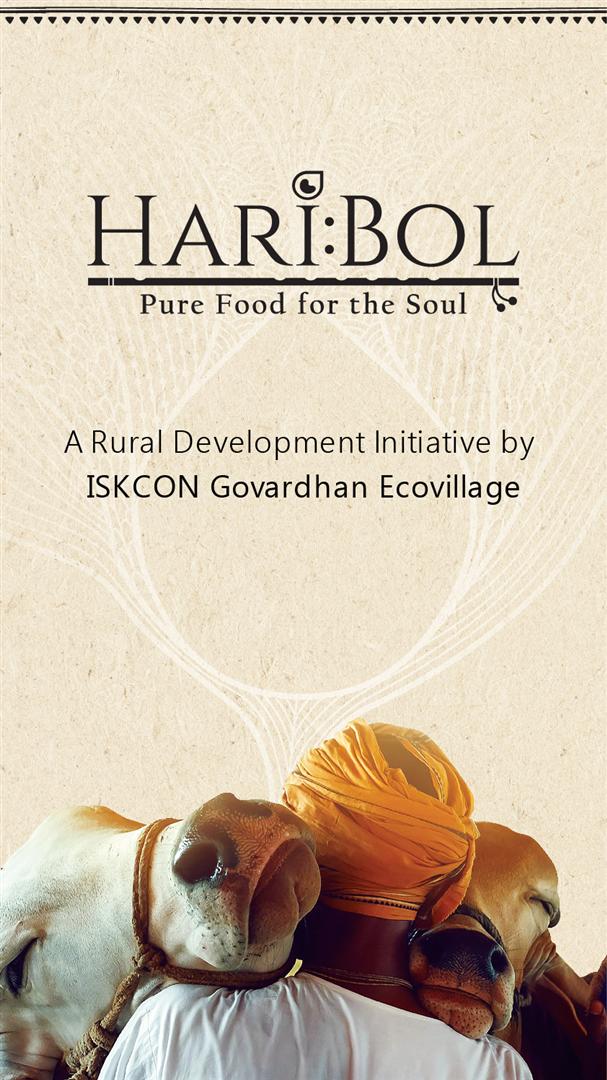 HARI:BOL
Pure Food for the Soul
A Rural Development Initiative by
ISKCON Govardhan Ecovillage